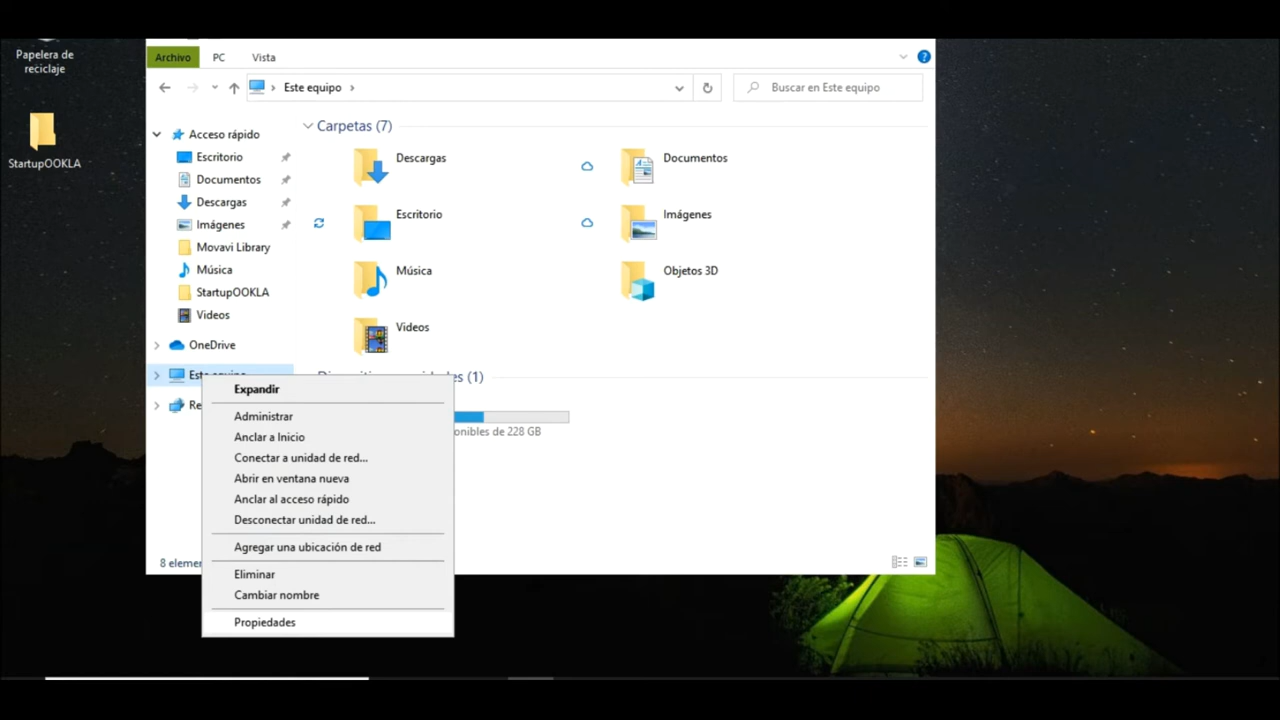 Papelera de
reciclaje
StartupOOKLA
Archivo
PC
Vista
Este equipo
Buscar en Este equipo
Acceso rápido
Escritorio
Documentos
Descargas
Imágenes
Movavi Library
Música
StartupOOKLA
Videos
OneDrive
Este equipo
Carpetas (7)
Descargas
Documentos
Escritorio
Imágenes
Música
Objetos 3D
Videos
(1)
de 228 GB
Expandir
Administrar
Anclar a Inicio
Conectar a unidad de red...
Abrir en ventana nueva
Anclar al acceso rápido
Desconectar unidad de red...
Agregar una ubicación de red
Eliminar
Cambiar nombre
Propiedades